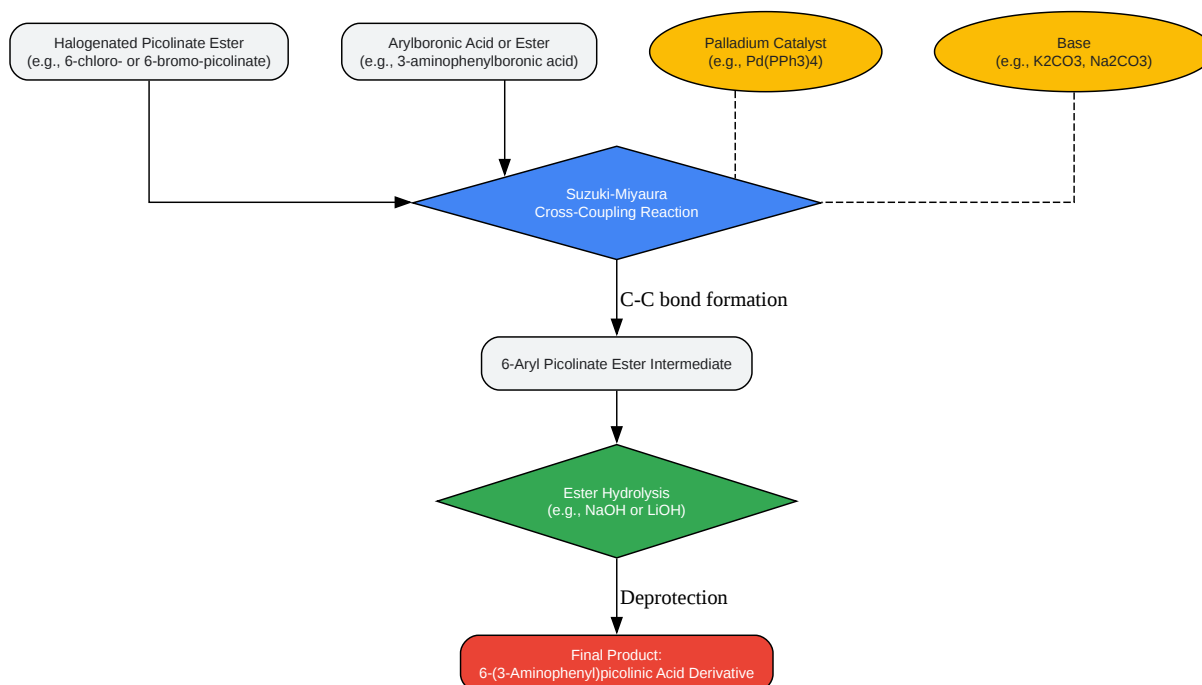 Halogenated Picolinate Ester
(e.g., 6-chloro- or 6-bromo-picolinate)
Arylboronic Acid or Ester
(e.g., 3-aminophenylboronic acid)
Palladium Catalyst
(e.g., Pd(PPh3)4)
Base
(e.g., K2CO3, Na2CO3)
Suzuki-Miyaura
Cross-Coupling Reaction
C-C bond formation
6-Aryl Picolinate Ester Intermediate
Ester Hydrolysis
(e.g., NaOH or LiOH)
Deprotection
Final Product:
6-(3-Aminophenyl)picolinic Acid Derivative